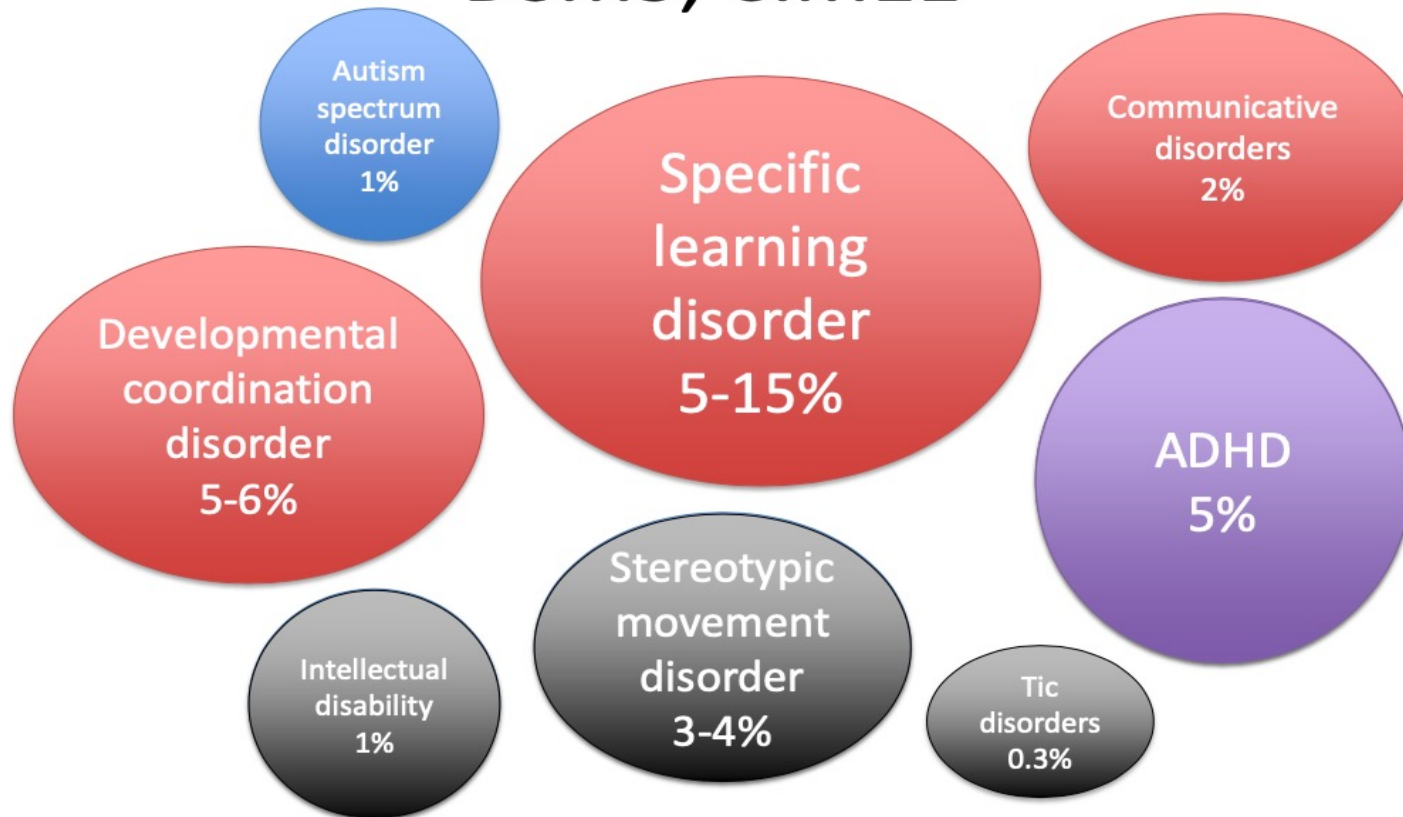 Autism
spectrum
disorder
1%
Specific
learning
disorder
5-15%
Communicative
disorders
2%
Developmental
coordination
disorder
5-6%
ADHD
5%
Stereotypic
movement
disorder
3-4%
Intellectual
disability
1%
Tic
disorders
0.3%